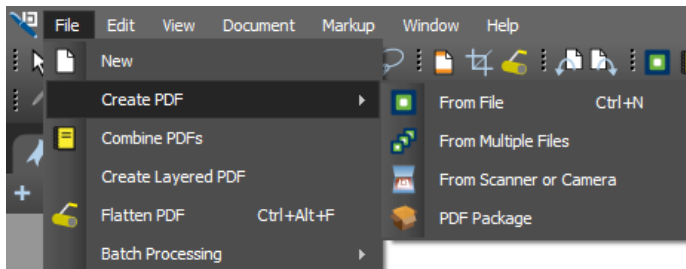 File Edit View Document Markup Window Help
New
Create PDF
From File Ctrl+N
Combine PDFs
From Multiple Files
Create Layered PDF
From Scanner or Camera
Flatten PDF Ctrl+Alt+F
PDF Package
Batch Processing